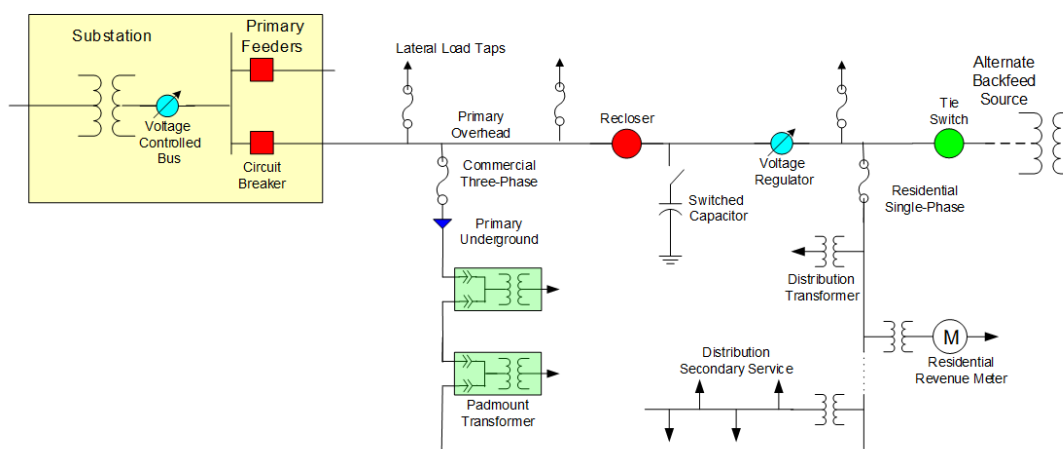 Substation
Primary
Feeders
Voltage
Controlled
Bus
Circuit
Breaker
Lateral Load Taps
Primary
Overhead
Recloser
Commercial
Three-Phase
Primary
Underground
Padmount
Transformer
Switched
Capacitor
Voltage
Regulator
Tie
Switch
Alternate
Backfeed
Source
Residential
Single-Phase
Distribution
Transformer
M
Residential
Revenue Meter
Distribution
Secondary Service